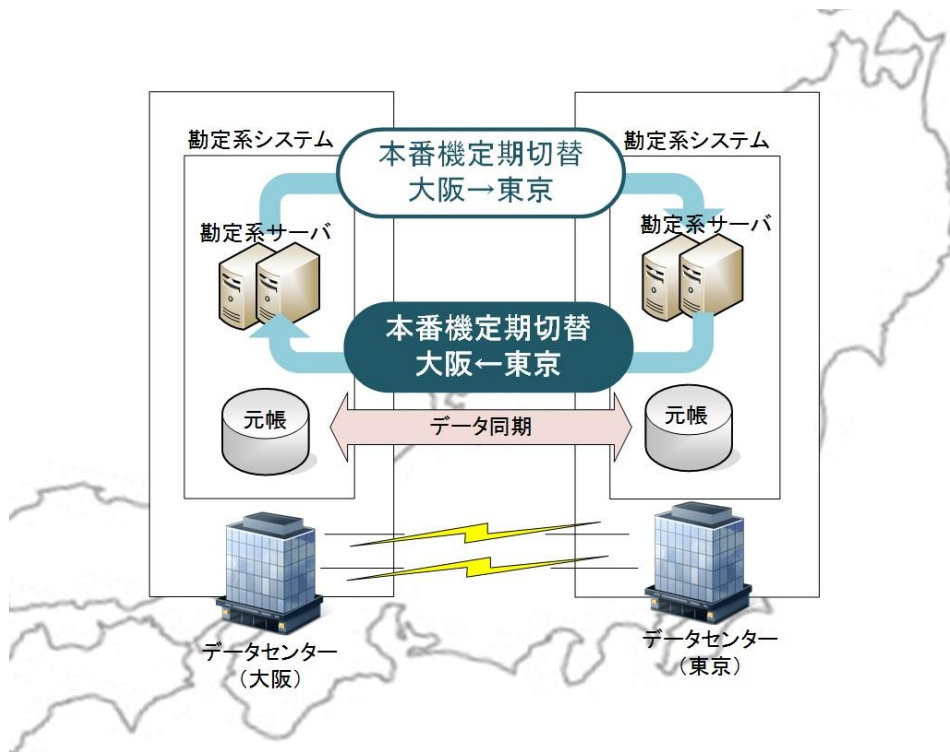 勘定系システム
本番機定期切替
大阪→東京
勘定系システム
勘定系サーバ
勘定系サーバ
本番機定期切替
大阪←東京
元帳
データ同期
元帳
データセンター
（大阪）
データセンター
（東京）